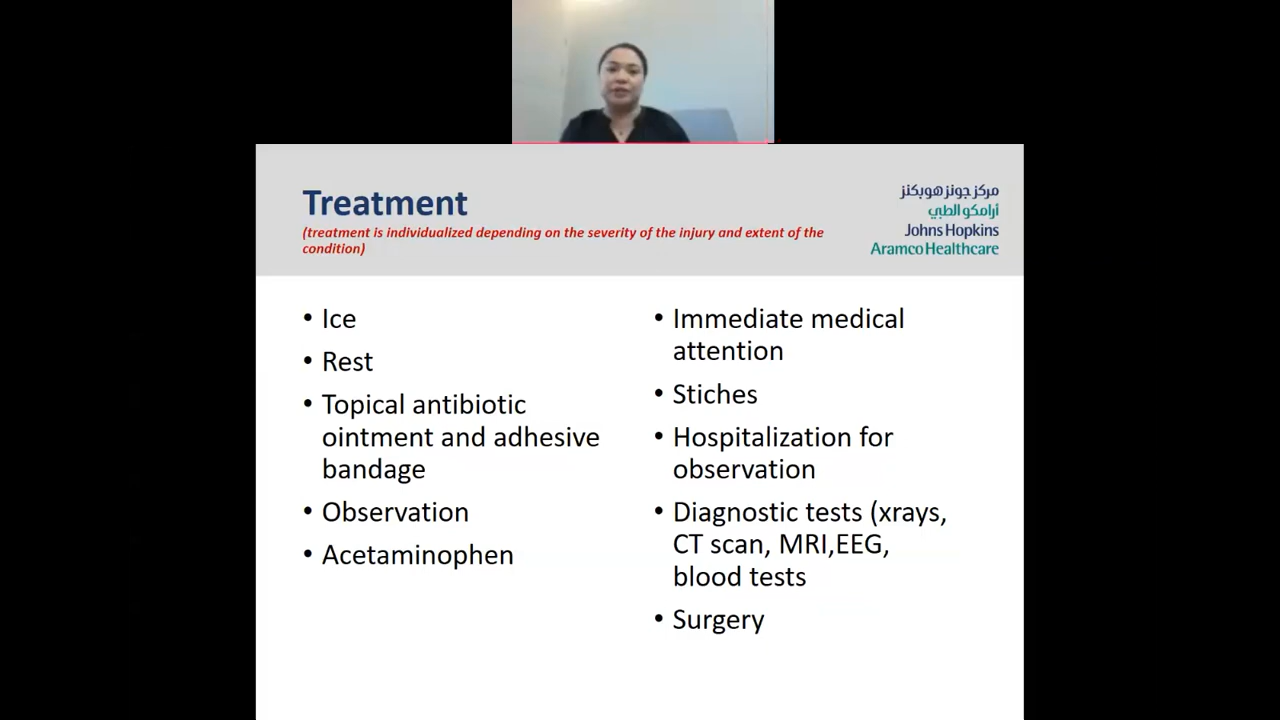 Treatment
(treatment is individualized depending on the severity of the injury and extent of the
condition)
مركز جونز هوبكنز
أرامكو الطبي
Johns Hopkins
Aramco Healthcare
• Ice
• Rest
• Topical antibiotic
ointment and adhesive
bandage
• Observation
• Acetaminophen
• Immediate medical
attention
• Stiches
• Hospitalization for
observation
• Diagnostic tests (xrays,
CT scan, MRI,EEG,
blood tests
• Surgery